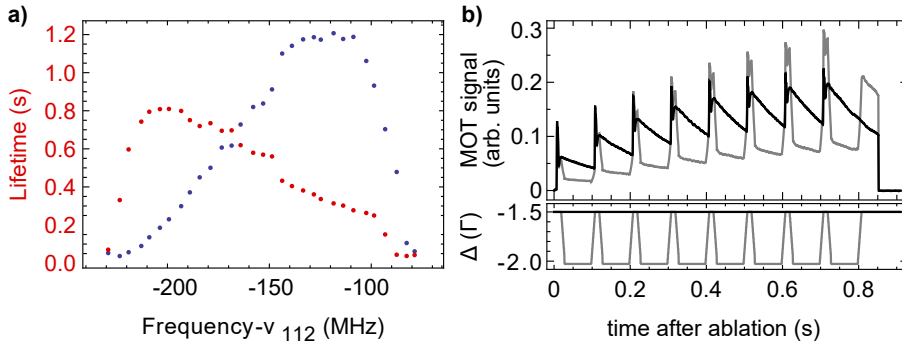 a)
Lifetime (s)
1.2
1.0
0.8
0.6
0.4
0.2
0.0
-200
-150
-100
Frequency-ν 112 (MHz)
b)
MOT signal
(arb. units)
0.3
0.2
0.1
0
Δ (Γ)
-1.5
-2.0
0
0.2
0.4
0.6
0.8
time after ablation (s)